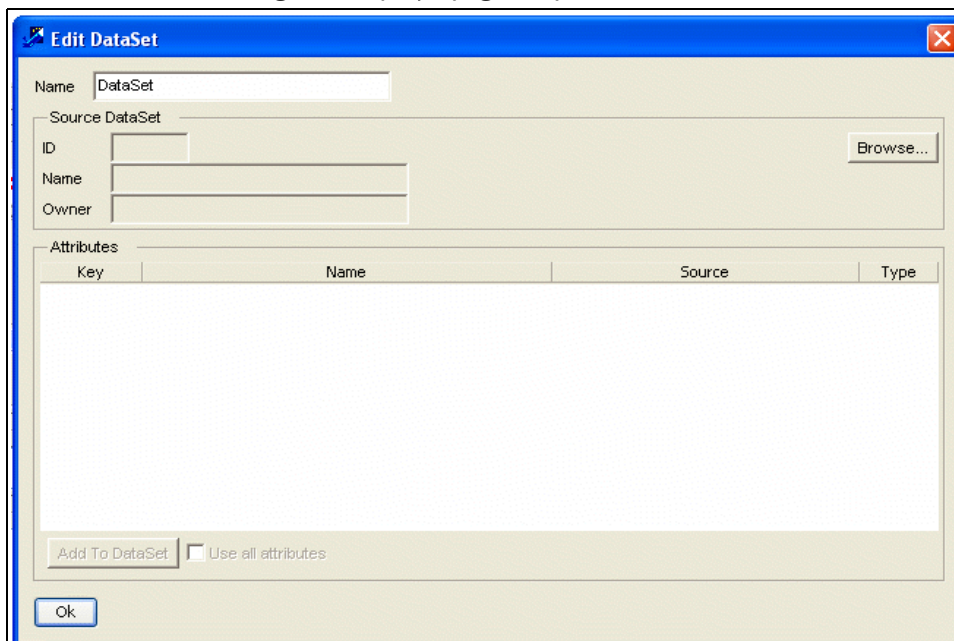 Edit DataSet
Name DataSet
Source DataSet
ID
Browse...
Name
Owner
Attributes
Key Name Source Type
Add To DataSet Use all attributes
Ok